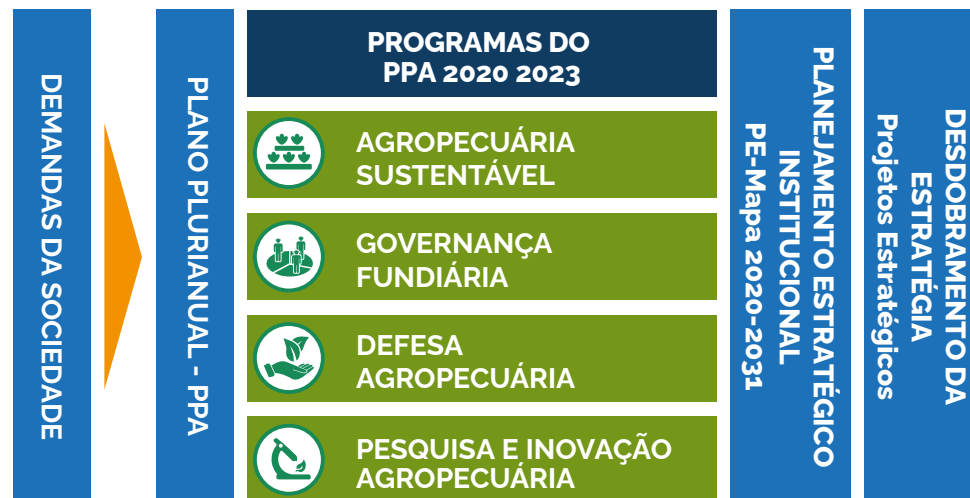 DEMANDAS DA SOCIEDADE
PLANO PLURIANUAL - PPA
PROGRAMAS DO
PPA 2020 2023
AGROPECUÁRIA
SUSTENTÁVEL
GOVERNANÇA
FUNDIÁRIA
DEFESA
AGROPECUÁRIA
PESQUISA E INOVAÇÃO
AGROPECUÁRIA
PLANEJAMENTO ESTRATÉGICO
INSTITUCIONAL
PE-Mapa 2020-2031
DESDOBRAMENTO DA
ESTRATÉGIA
Projetos Estratégicos